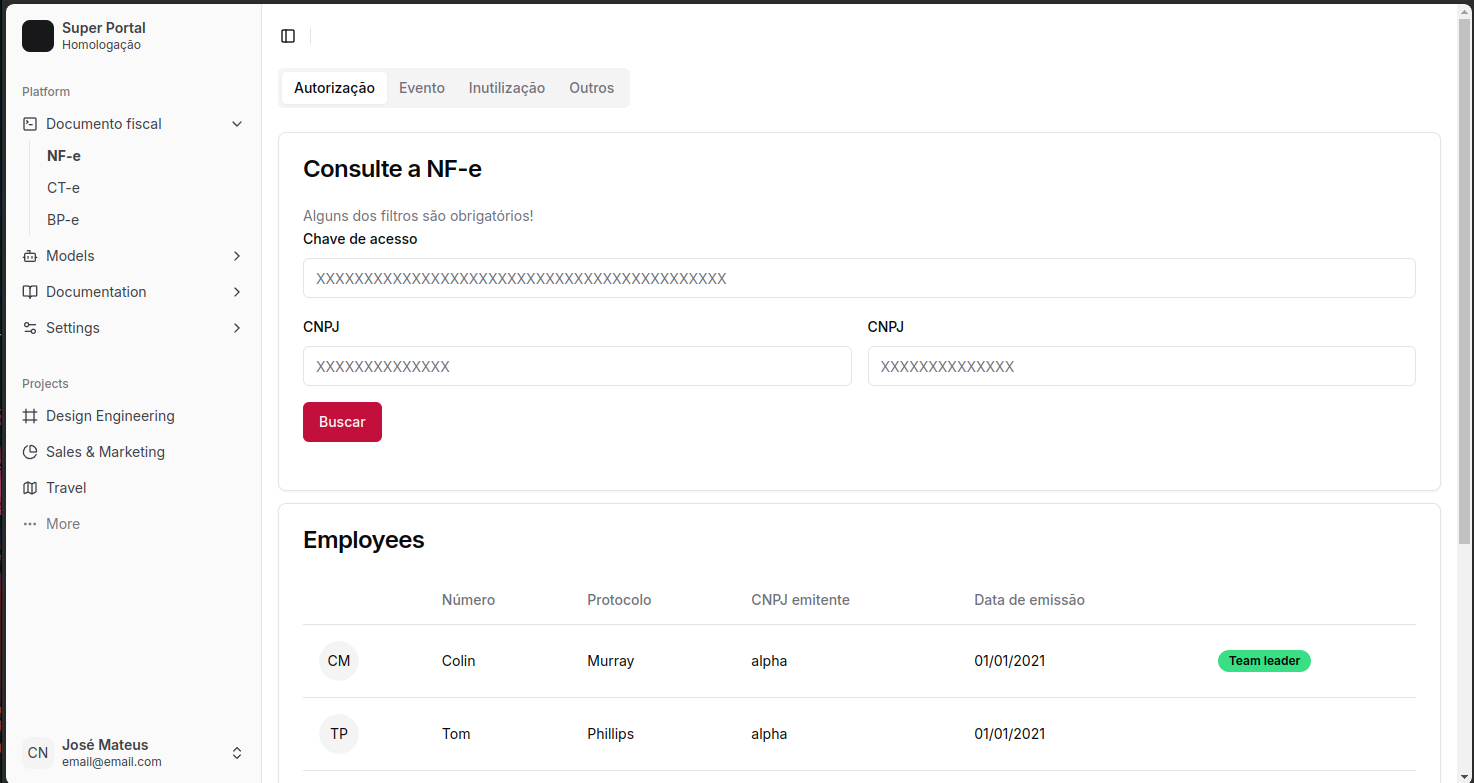 Super Portal
Homologação
Platform
Documento fiscal
NF-e
CT-e
BP-e
Models
Documentation
Settings
Projects
Design Engineering
Sales & Marketing
Travel
More
CN
José Mateus
email@email.com
Autorização Evento Inutilização Outros
Consulte a NF-e
Alguns dos filtros são obrigatórios!
Chave de acesso
XXXXXXXXXXXXXXXXXXXXXXXXXXXXXXXXXXXXXXXXXXXX
CNPJ CNPJ
XXXXXXXXXXXXXX XXXXXXXXXXXXXX
Buscar
Employees
Número Protocolo CNPJ emitente Data de emissão
CM Colin Murray alpha 01/01/2021 Team leader
TP Tom Phillips alpha 01/01/2021